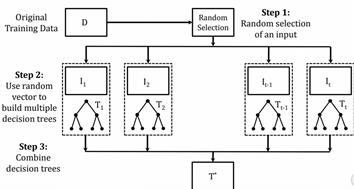 Original
Training Data
D
Random
Selection
Step 1:
Random selection
of an input
Step 2:
Use random
vector to
build multiple
decision trees
I1
T1
I2
T2
It-1
Tt-1
It
Tt
Step 3:
Combine
decision trees
T*